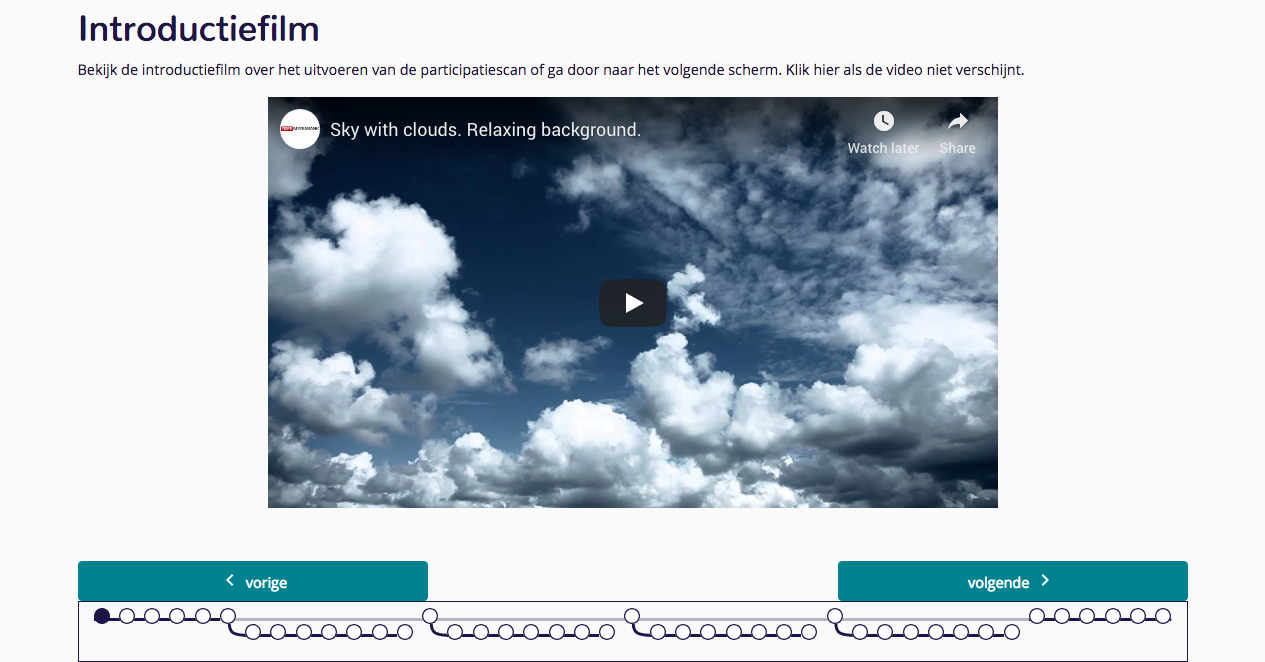 Introductiefilm
Bekijk de introductiefilm over het uitvoeren van de participatiescan of ga door naar het volgende scherm. Klik hier als de video niet verschijnt.
Sky with clouds. Relaxing background.
Watch later
Share
vorige
volgende